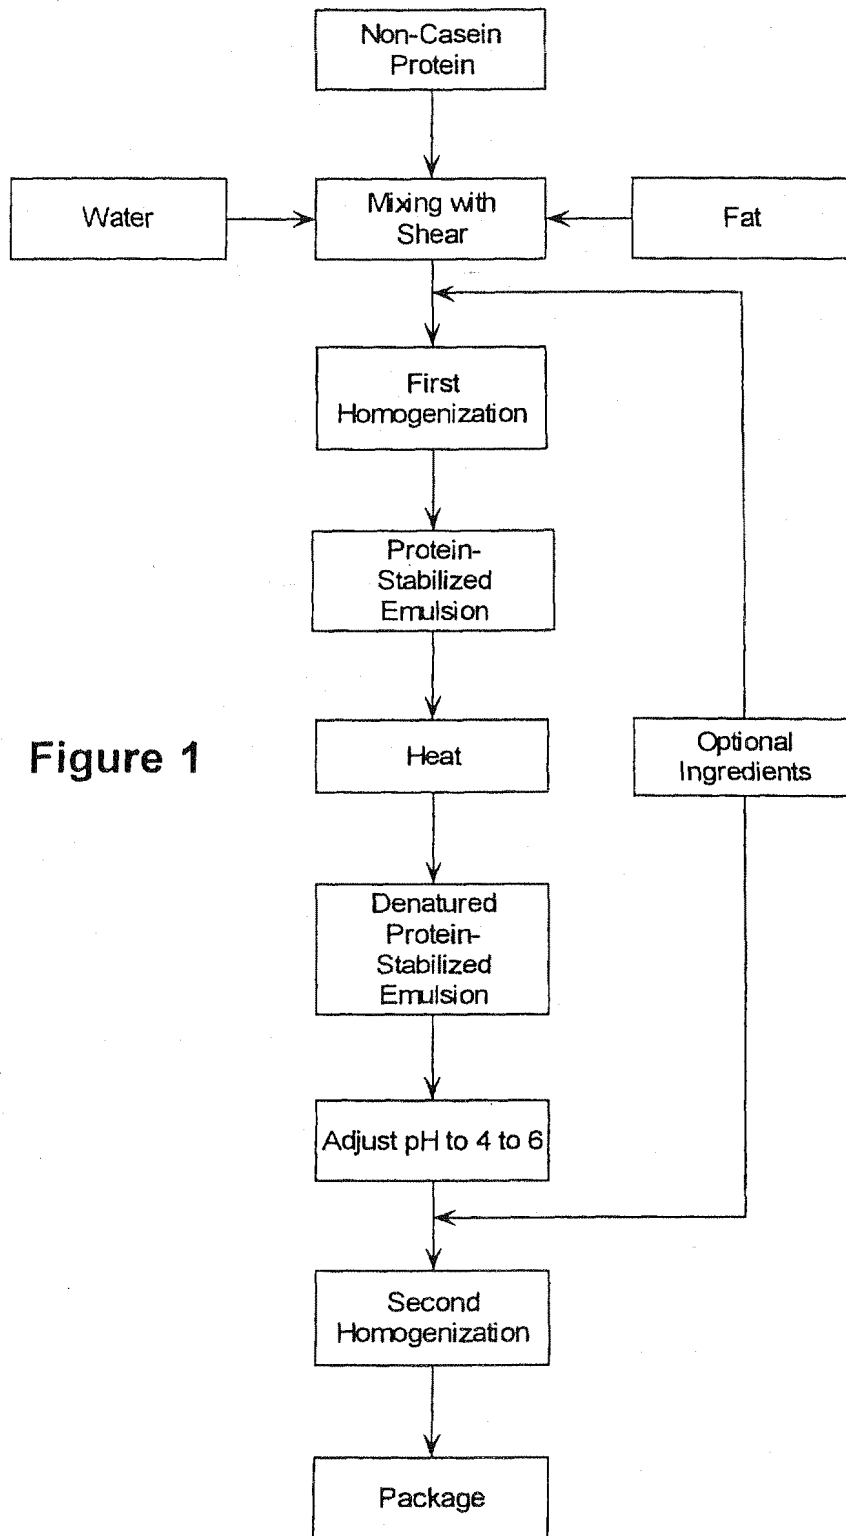 Non-Casein
Protein
Water
Mixing with
Shear
Fat
First
Homogenization
Protein-
Stabilized
Emulsion
Figure 1
Heat
Optional
Ingredients
Denatured
Protein-
Stabilized
Emulsion
Adjust pH to 4 to 6
Second
Homogenization
Package